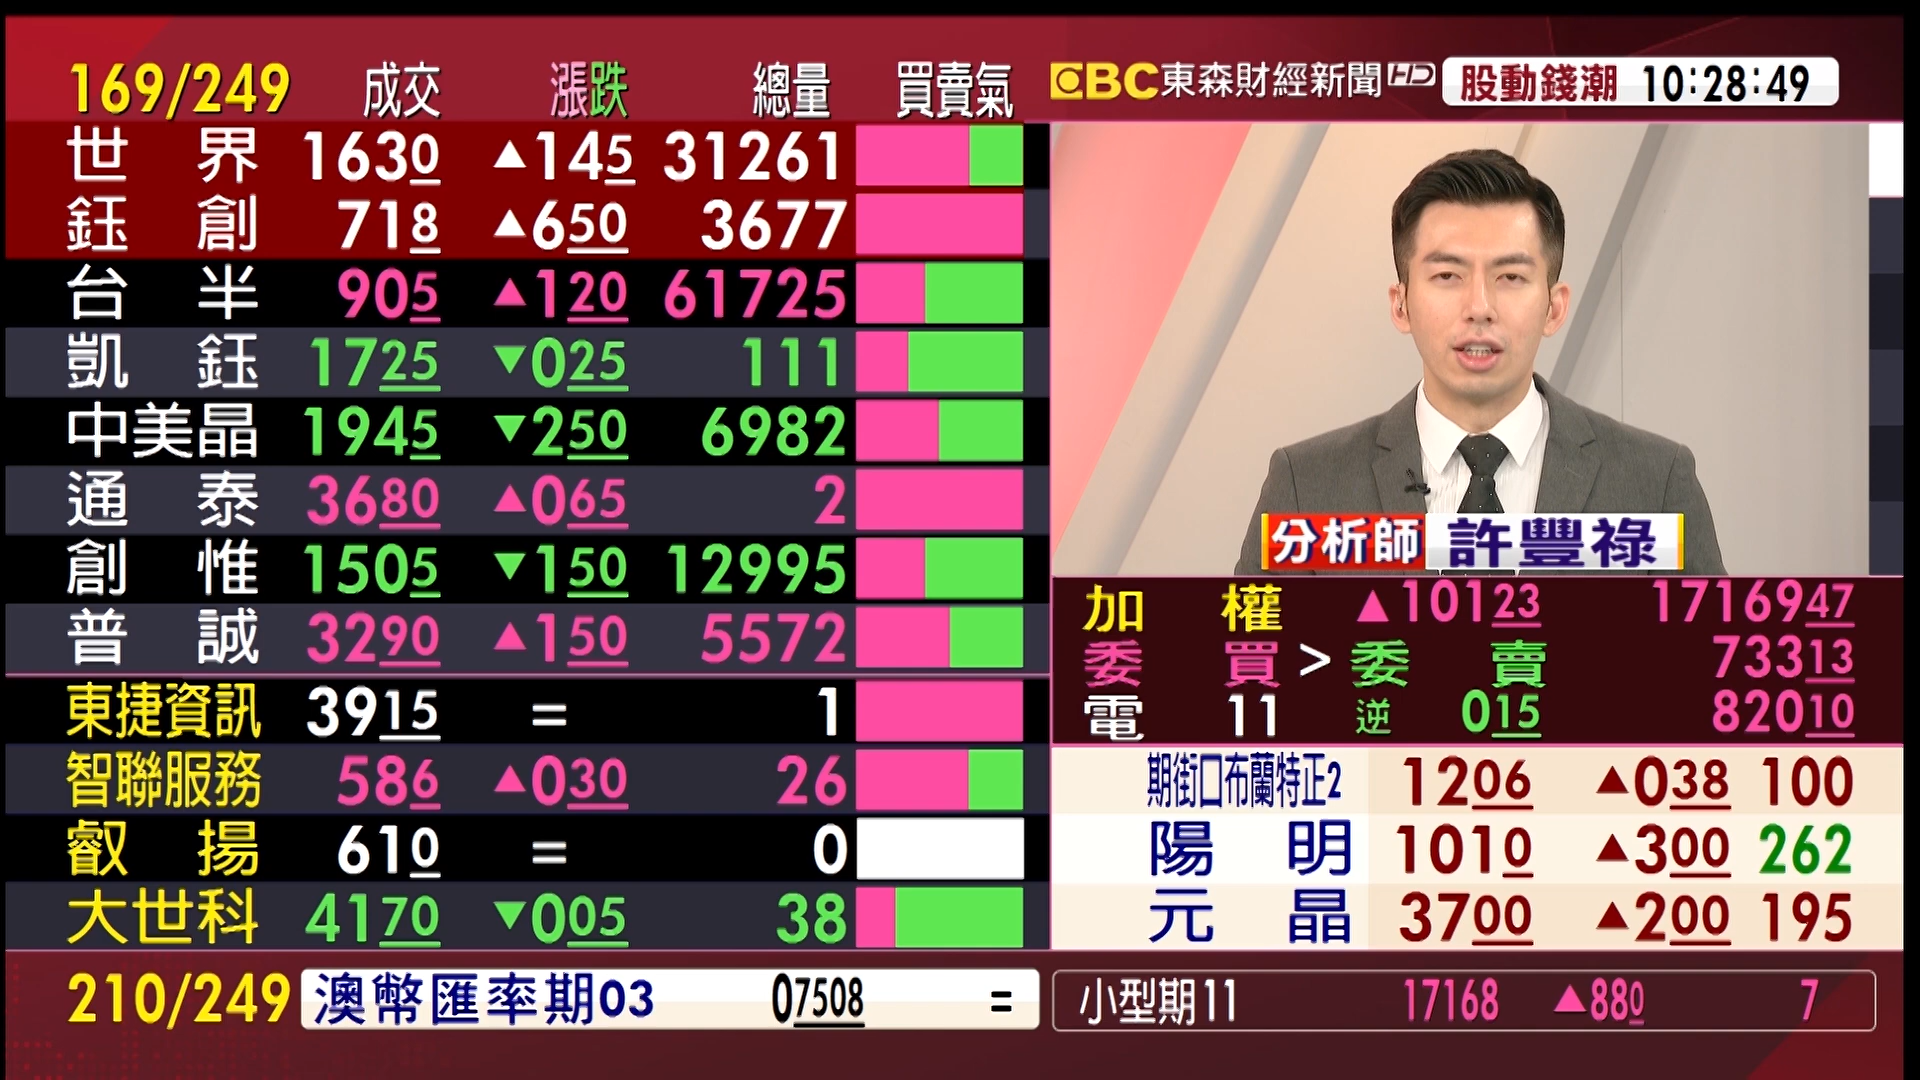 169/249 成交 漲跌 總量 買賣氣
世界 1630 ▲145 31261
鈺創 718 ▲650 3677
台半 905 ▲120 61725
凱鈺 1725 ▼025 111
中美晶 1945 ▼250 6982
通泰 3680 ▲065 2
創惟 1505 ▼150 12995
普誠 3290 ▲150 5572
東捷資訊 3915 = 1
智聯服務 586 ▲030 26
叡揚 610 = 0
大世科 4170 ▼005 38
210/249 澳幣匯率期03 07508 =
EBC東森財經新聞HD 股動錢潮 10:28:49
分析師 許豐祿
加權 ▲10123 1716947
委買>委賣 73313
電11 逆 015 82010
期街口布蘭特正2 1206 ▲038 100
陽明 1010 ▲300 262
元晶 3700 ▲200 195
小型期11 17168 ▲880 7